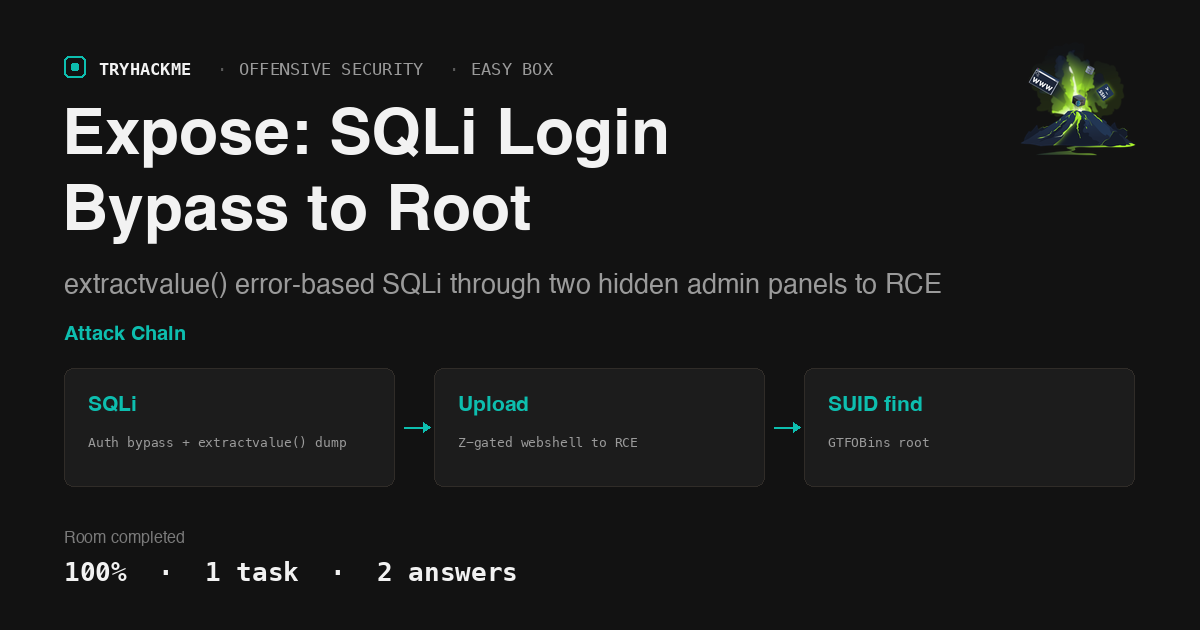 TRYHACKME · OFFENSIVE SECURITY · EASY BOX
WWW
SSH
Expose: SQLi Login
Bypass to Root
extractvalue() error-based SQLi through two hidden admin panels to RCE
Attack Chain
SQLi
Auth bypass + extractvalue() dump
Upload
Z-gated webshell to RCE
SUID find
GTFOBins root
Room completed
100% · 1 task · 2 answers